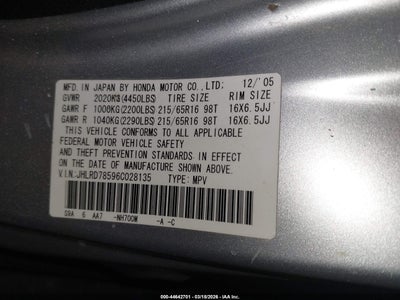 MFD. IN JAPAN BY HONDA MOTOR CO.,LTD: 12/'05
GVWR 2020KG(4450LBS) TIRE SIZE RIM SIZE
GAWR F 1000KG(2200LBS) 215/65R16 98T 16X6.5JJ
GAWR R 1040KG(2290LBS) 215/65R16 98T 16X6.5JJ
THIS VEHICLE CONFORMS TO ALL APPLICABLE
FEDERAL MOTOR VEHICLE SAFETY
AND THEFT PREVENTION STANDARDS IN EFFECT
ON THE DATE OF MANUFACTURE SHOWN ABOVE.
V.I.N:JHLRD78596C028135 TYPE: MPV
S9A 6 AA7 -NH700M -A -C
000-44642701 - 03/18/2026 - IAAI.COM